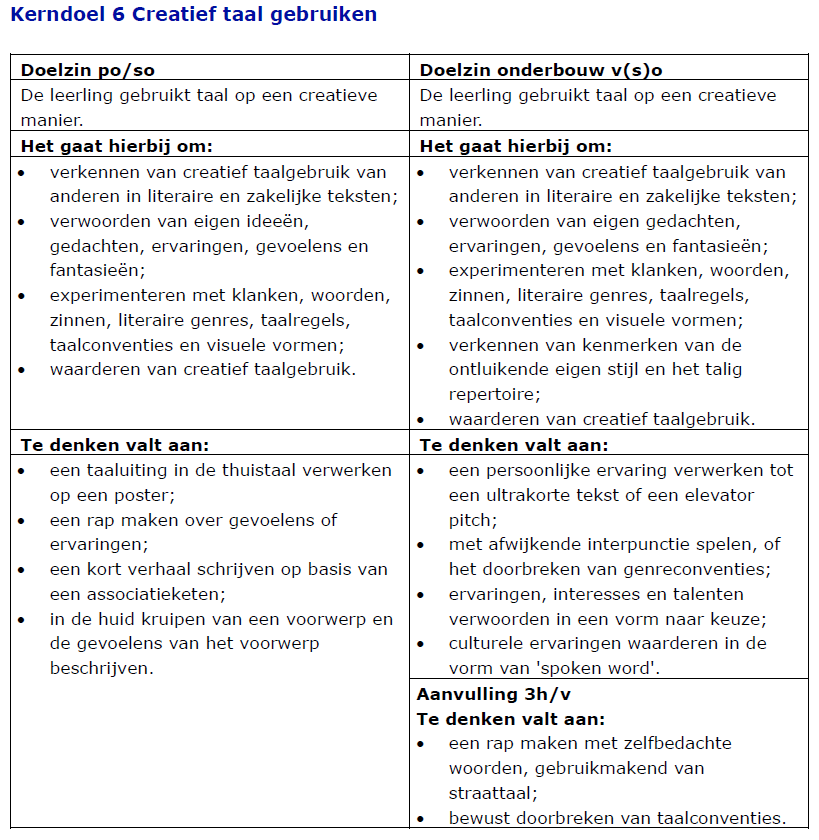 Kerndoel 6 Creatief taal gebruiken
Doelzin po/so
De leerling gebruikt taal op een creatieve
manier.
Het gaat hierbij om:
• verkennen van creatief taalgebruik van
anderen in literaire en zakelijke teksten;
• verwoorden van eigen ideeën,
gedachten, ervaringen, gevoelens en
fantasieën;
• experimenteren met klanken, woorden,
zinnen, literaire genres, taalregels,
taalconventies en visuele vormen;
• waarderen van creatief taalgebruik.
Te denken valt aan:
• een taaluiting in de thuistaal verwerken
op een poster;
• een rap maken over gevoelens of
ervaringen;
• een kort verhaal schrijven op basis van
een associatieketen;
• in de huid kruipen van een voorwerp en
de gevoelens van het voorwerp
beschrijven.
Doelzin onderbouw v(s)o
De leerling gebruikt taal op een creatieve
manier.
Het gaat hierbij om:
• verkennen van creatief taalgebruik van
anderen in literaire en zakelijke teksten;
• verwoorden van eigen gedachten,
ervaringen, gevoelens en fantasieën;
• experimenteren met klanken, woorden,
zinnen, literaire genres, taalregels,
taalconventies en visuele vormen;
• verkennen van kenmerken van de
ontluikende eigen stijl en het talig
repertoire;
• waarderen van creatief taalgebruik.
Te denken valt aan:
• een persoonlijke ervaring verwerken tot
een ultrakorte tekst of een elevator
pitch;
• met afwijkende interpunctie spelen, of
het doorbreken van genreconventies;
• ervaringen, interesses en talenten
verwoorden in een vorm naar keuze;
• culturele ervaringen waarderen in de
vorm van 'spoken word'.
Aanvulling 3h/v
Te denken valt aan:
• een rap maken met zelfbedachte
woorden, gebruikmakend van
straattaal;
• bewust doorbreken van taalconventies.